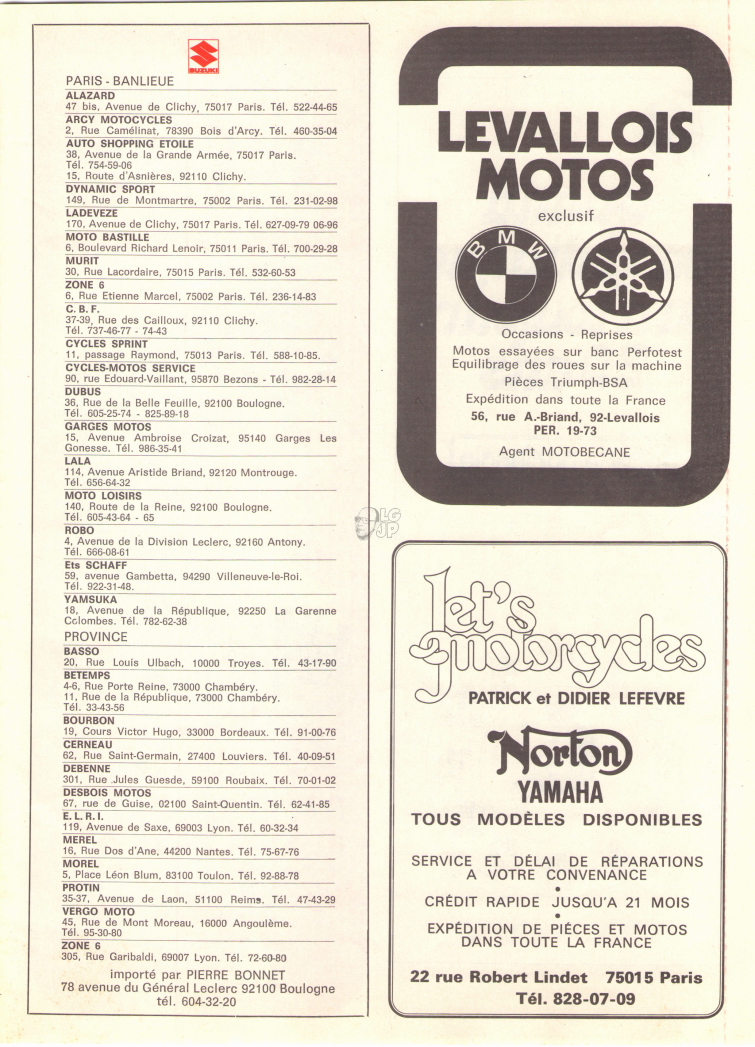 SUZUKI
PARIS - BANLIEUE
ALAZARD
47 bis, Avenue de Clichy, 75017 Paris. Tél. 522-44-65
ARCY MOTOCYCLES
2, Rue Camélinat, 78390 Bois d'Arcy. Tél. 460-35-04
AUTO SHOPPING ETOILE
38, Avenue de la Grande Armée, 75017 Paris.
Tél. 754-59-06
15, Route d'Asnières, 92110 Clichy.
DYNAMIC SPORT
149, Rue de Montmartre, 75002 Paris. Tél. 231-02-98
LADEVEZE
170, Avenue de Clichy, 75017 Paris. Tél. 627-09-79 06-96
MOTO BASTILLE
6, Boulevard Richard Lenoir, 75011 Paris. Tél. 700-29-28
MURIT
30, Rue Lacordaire, 75015 Paris. Tél. 532-60-53
ZONE 6
6, Rue Etienne Marcel, 75002 Paris. Tél. 236-14-83
C. B. F.
37-39, Rue des Cailloux, 92110 Clichy.
Tél. 737-46-77 - 74-43
CYCLES SPRINT
11, passage Raymond, 75013 Paris. Tél. 588-10-85.
CYCLES-MOTOS SERVICE
90, rue Edouard-Vaillant, 95870 Bezons - Tél. 982-28-14
DUBUS
36, Rue de la Belle Feuille, 92100 Boulogne.
Tél. 605-25-74 - 825-89-18
GARGES MOTOS
15, Avenue Ambroise Croizat, 95140 Garges Les
Gonesse. Tél. 986-35-41
LALA
114, Avenue Aristide Briand, 92120 Montrouge.
Tél. 656-64-32
MOTO LOISIRS
140, Route de la Reine, 92100 Boulogne.
Tél. 605-43-64 - 65
ROBO
4, Avenue de la Division Leclerc, 92160 Antony.
Tél. 666-08-61
Ets SCHAFF
59, avenue Gambetta, 94290 Villeneuve-le-Roi.
Tél. 922-31-48.
YAMSUKA
18, Avenue de la République, 92250 La Garenne
Cclombes. Tél. 782-62-38
PROVINCE
BASSO
20, Rue Louis Ulbach, 10000 Troyes. Tél. 43-17-90
BETEMPS
4-6, Rue Porte Reine, 73000 Chambéry.
11, Rue de la République, 73000 Chambéry.
Tél. 33-43-56
BOURBON
19, Cours Victor Hugo, 33000 Bordeaux. Tél. 91-00-76
CERNEAU
62, Rue Saint-Germain, 27400 Louviers. Tél. 40-09-51
DEBENNE
301, Rue Jules Guesde, 59100 Roubaix. Tél. 70-01-02
DESBOIS MOTOS
67, rue de Guise, 02100 Saint-Quentin. Tél. 62-41-85
E. L. R. I.
119, Avenue de Saxe, 69003 Lyon. Tél. 60-32-34
MEREL
16, Rue Dos d'Ane, 44200 Nantes. Tél. 75-67-76
MOREL
5, Place Léon Blum, 83100 Toulon. Tél. 92-88-78
PROTIN
35-37, Avenue de Laon, 51100 Reims. Tél. 47-43-29
VERGO MOTO
45, Rue de Mont Moreau, 16000 Angoulème.
Tél. 95-30-80
ZONE 6
305, Rue Garibaldi, 69007 Lyon. Tél. 72-60-80
importé par PIERRE BONNET
78 avenue du Général Leclerc 92100 Boulogne
tél. 604-32-20
LEVALLOIS
MOTOS
exclusif
BMW
Occasions - Reprises
Motos essayées sur banc Perfotest
Equilibrage des roues sur la machine
Pièces Triumph-BSA
Expédition dans toute la France
56, rue A.-Briand, 92-Levallois
PER. 19-73
Agent MOTOBECANE
LG
JP
let's
motorcycles
PATRICK et DIDIER LEFEVRE
Norton
YAMAHA
TOUS MODÈLES DISPONIBLES
SERVICE ET DÉLAI DE RÉPARATIONS
A VOTRE CONVENANCE
•
CRÉDIT RAPIDE JUSQU'A 21 MOIS
•
EXPÉDITION DE PIÉCES ET MOTOS
DANS TOUTE LA FRANCE
22 rue Robert Lindet 75015 Paris
Tél. 828-07-09